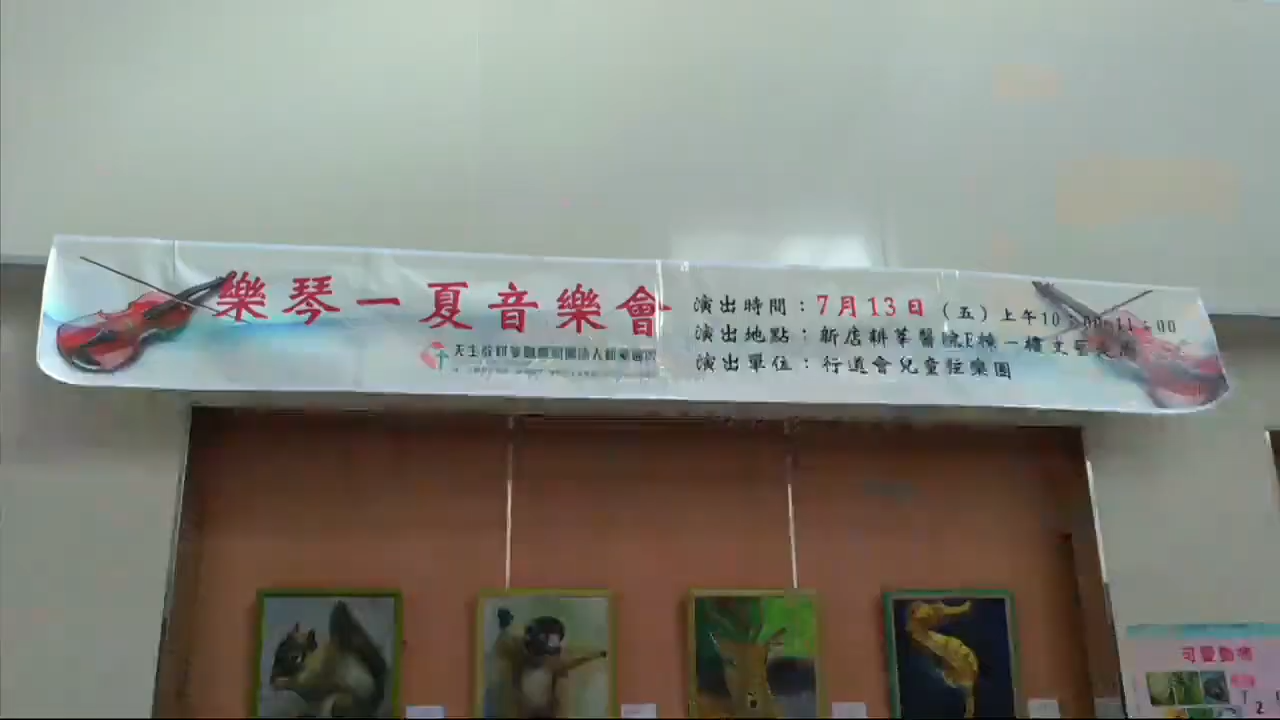 樂琴一夏音樂會
演出時間：7月13日（五）上午10：00-11：00
演出地點：新店耕莘醫院E棟一樓文藝走廊
演出單位：行道會兒童弦樂團
天主教耕莘醫療財團法人耕莘醫院
可愛動物